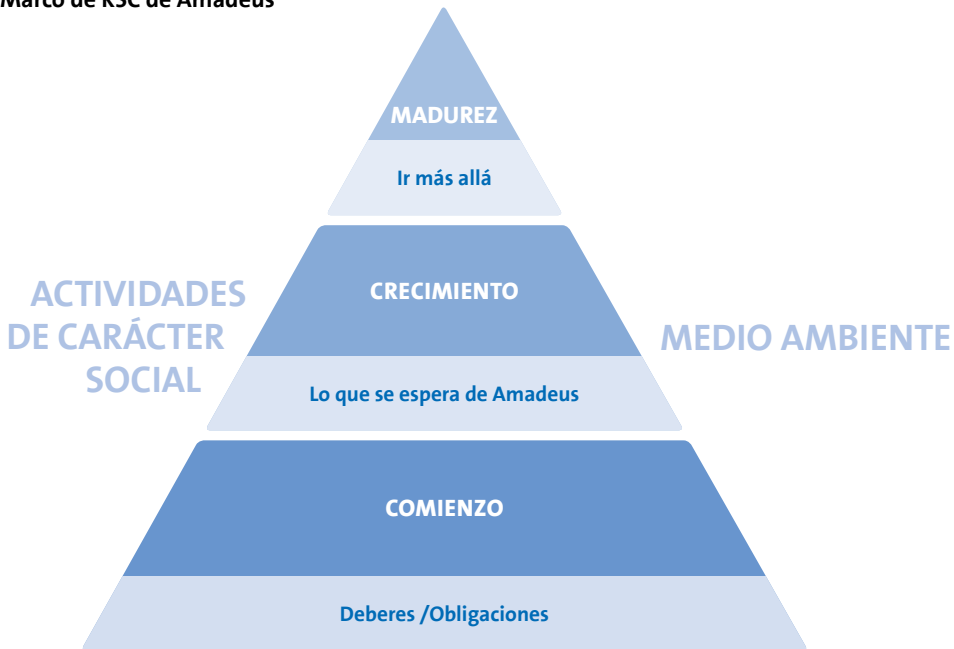 Marco de RSC de Amadeus
MADUREZ
Ir más allá
CRECIMIENTO
ACTIVIDADES
DE CARÁCTER
SOCIAL
MEDIO AMBIENTE
Lo que se espera de Amadeus
COMIENZO
Deberes /Obligaciones